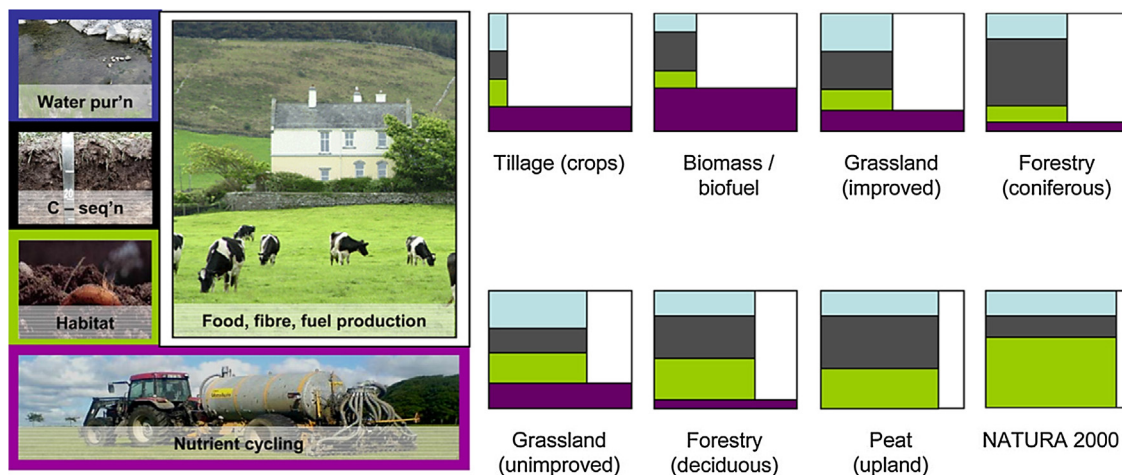 Water pur'n
C – seq'n
Habitat
Food, fibre, fuel production
Nutrient cycling
Tillage (crops)
Biomass /
biofuel
Grassland
(improved)
Forestry
(coniferous)
Grassland
(unimproved)
Forestry
(deciduous)
Peat
(upland)
NATURA 2000